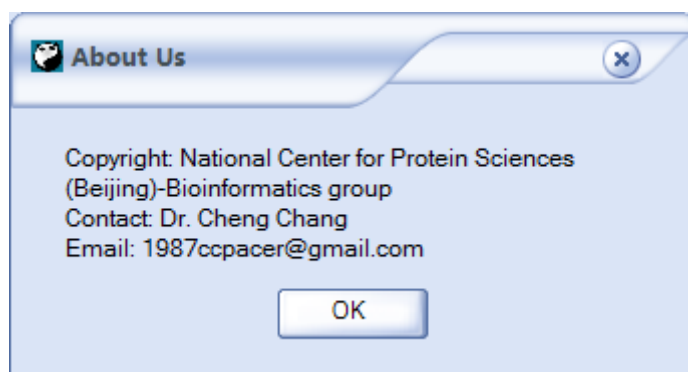 About Us
Copyright: National Center for Protein Sciences
(Beijing)-Bioinformatics group
Contact: Dr. Cheng Chang
Email: 1987ccpacer@gmail.com
OK